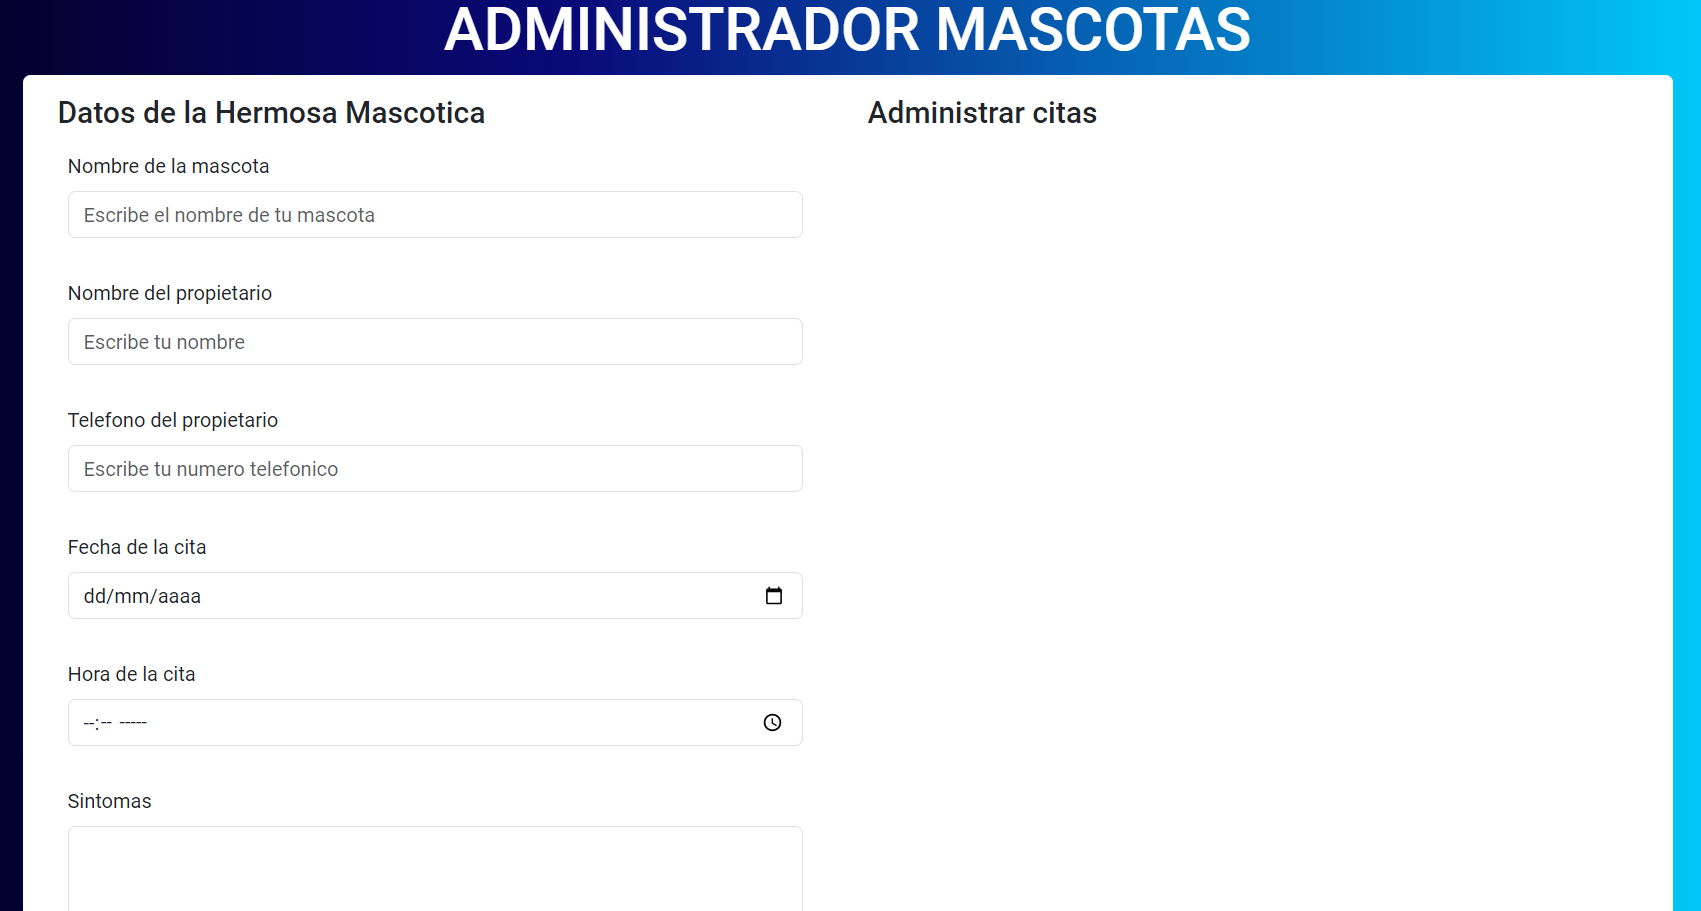 ADMINISTRADOR MASCOTAS
Datos de la Hermosa Mascotica
Nombre de la mascota
Escribe el nombre de tu mascota
Nombre del propietario
Escribe tu nombre
Telefono del propietario
Escribe tu numero telefonico
Fecha de la cita
dd/mm/aaaa
Hora de la cita
--:-- -----
Sintomas
Administrar citas